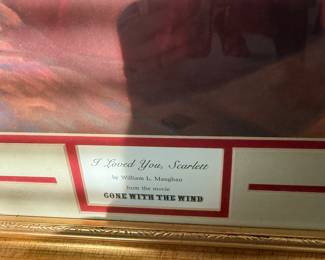 I Loved You, Scarlett
by William L. Maughan
from the movie
GONE WITH THE WIND